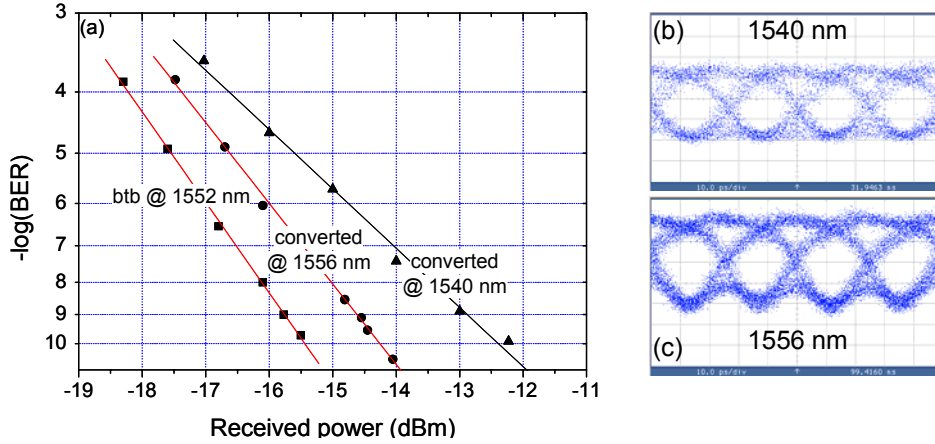 (a)
3
4
5
6
7
8
9
10
-log(BER)
btb @ 1552 nm
converted
@ 1556 nm
converted
@ 1540 nm
-19 -18 -17 -16 -15 -14 -13 -12 -11
Received power (dBm)
(b) 1540 nm
10.0 ps/div 31.9463 ns
(c) 1556 nm
10.0 ps/div 99.4160 ns